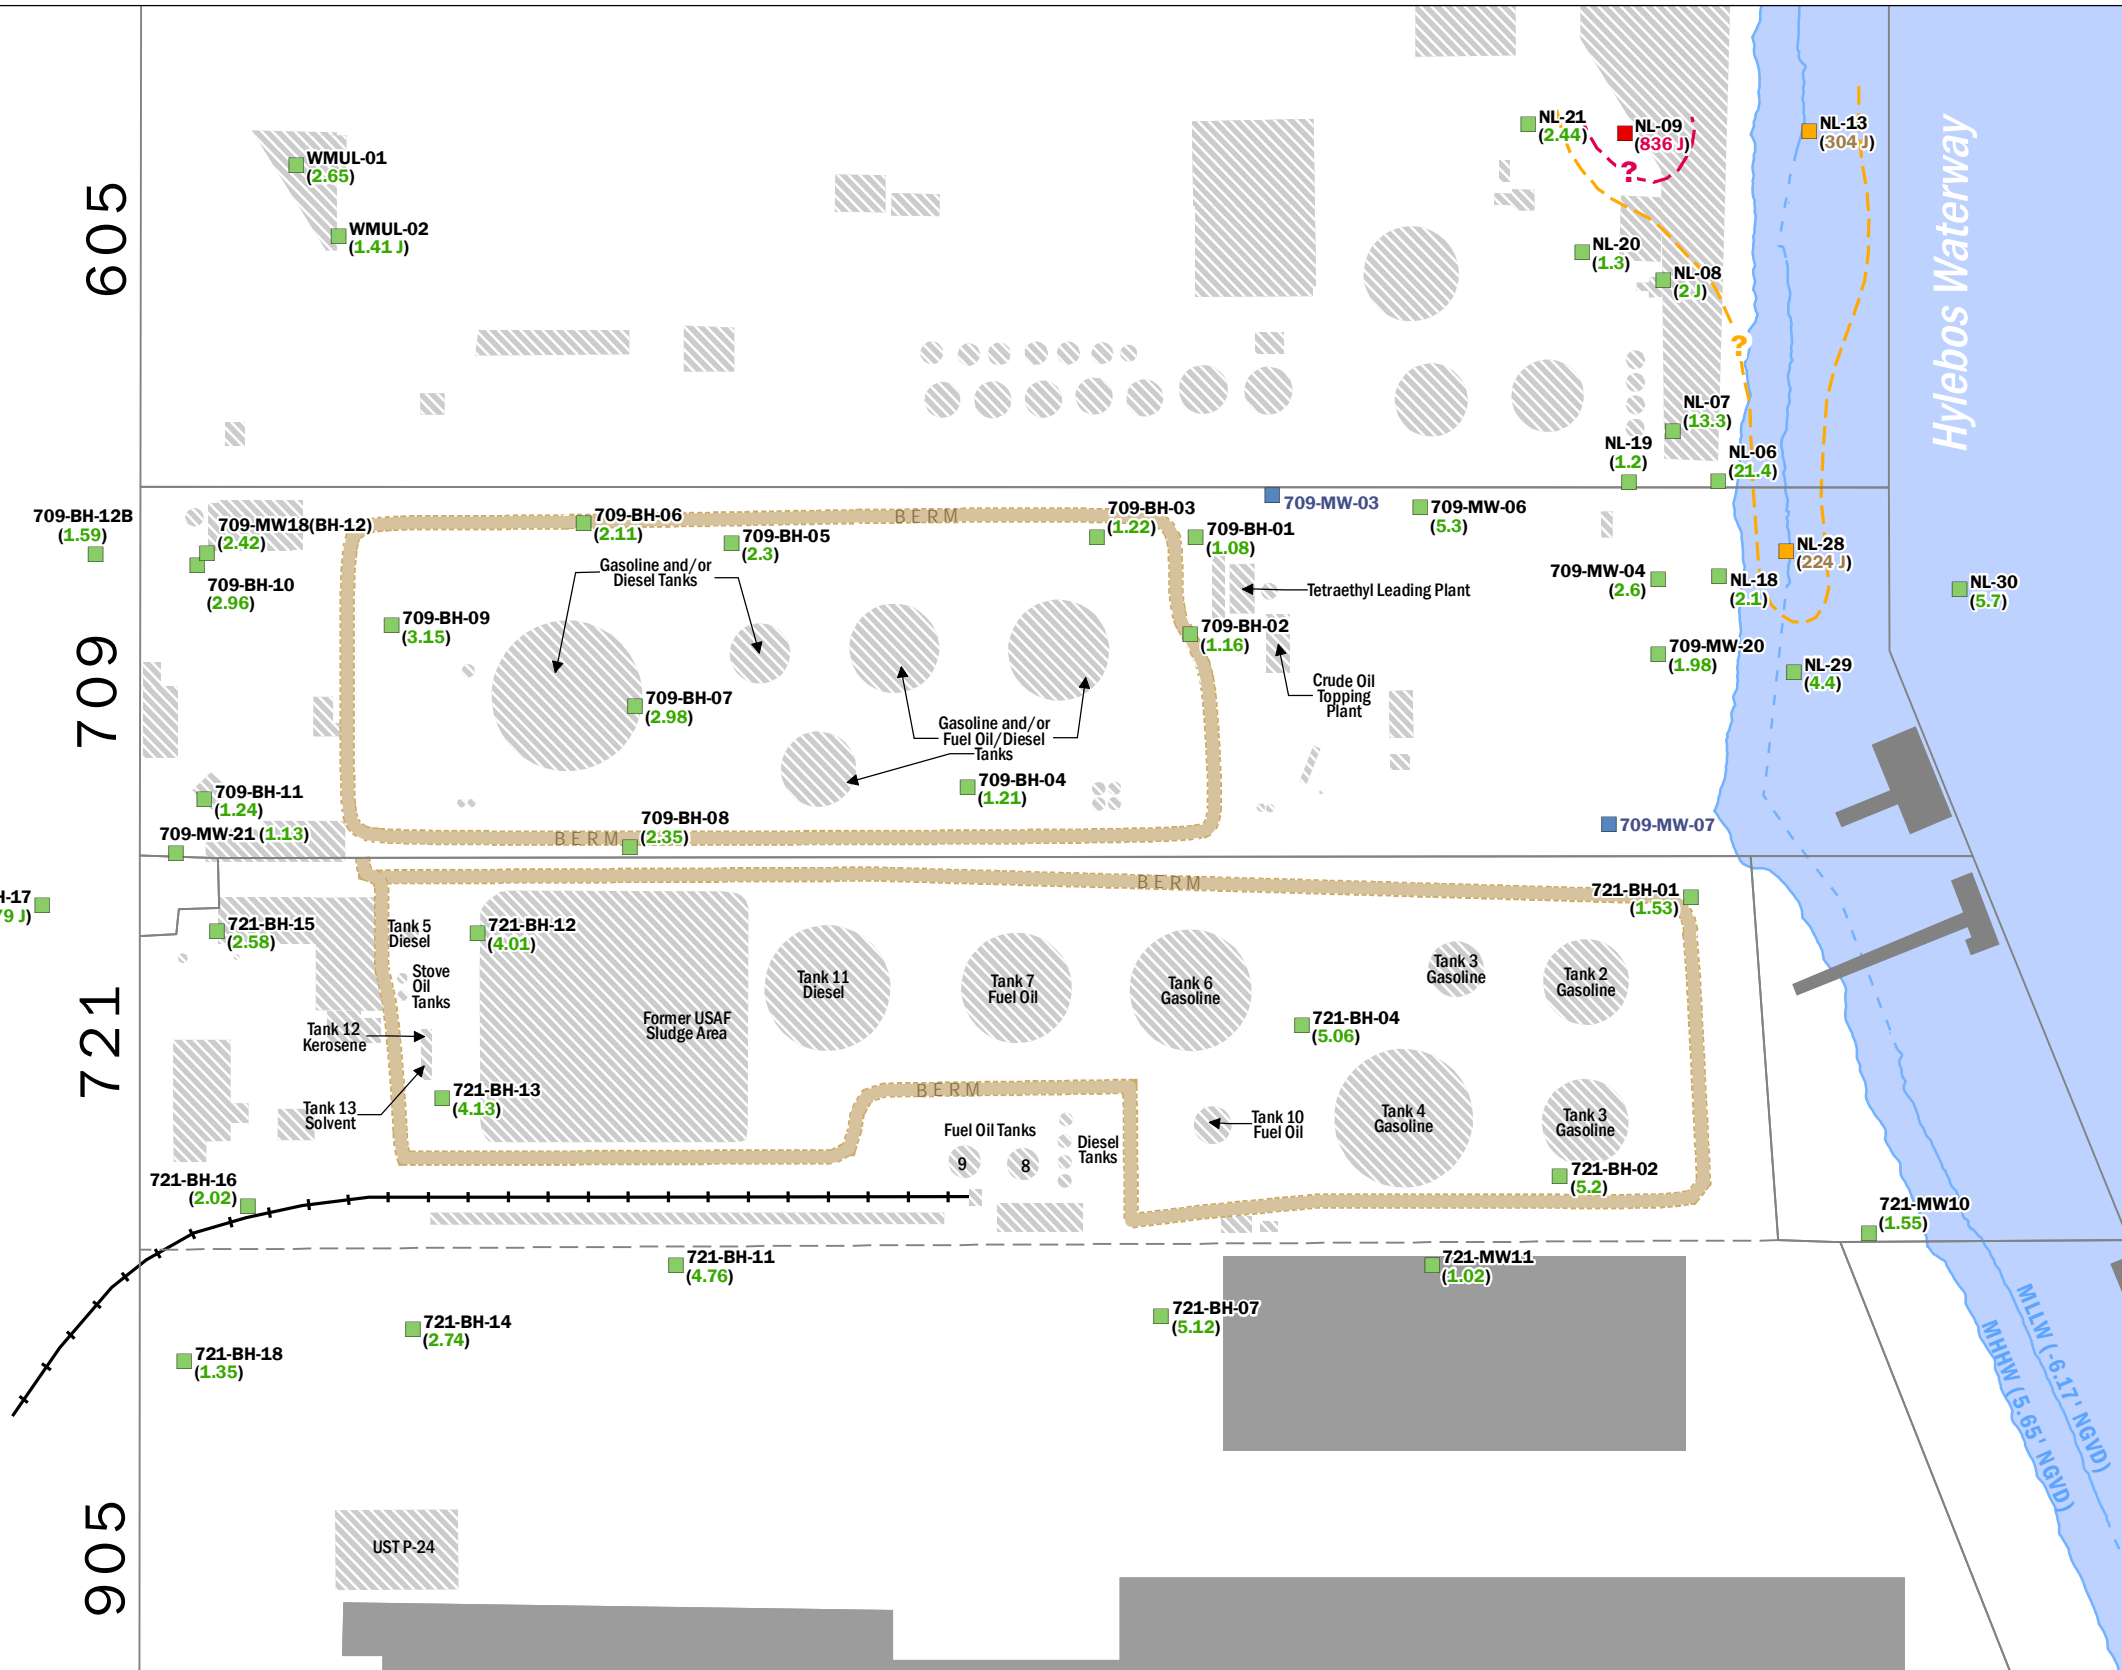 605
709
721
905
WMUL-01
(2.65)
WMUL-02
(1.41 J)
NL-21
(2.44)
NL-09
(836 J)
?
NL-13
(304 J)
NL-20
(1.3)
NL-08
(2 J)
?
Hylebos Waterway
NL-07
(13.3)
NL-19
(1.2)
NL-06
(21.4)
709-BH-12B
(1.59)
709-MW18(BH-12)
(2.42)
709-BH-10
(2.96)
709-BH-06
(2.11)
709-BH-05
(2.3)
BERM
709-BH-03
(1.22)
709-BH-01
(1.08)
709-MW-03
709-MW-06
(5.3)
NL-28
(224 J)
709-MW-04
(2.6)
NL-18
(2.1)
NL-30
(5.7)
Gasoline and/or
Diesel Tanks
Tetraethyl Leading Plant
709-BH-09
(3.15)
709-BH-02
(1.16)
709-MW-20
(1.98)
NL-29
(4.4)
709-BH-07
(2.98)
Crude Oil
Topping
Plant
Gasoline and/or
Fuel Oil/Diesel
Tanks
709-BH-04
(1.21)
709-BH-11
(1.24)
709-MW-21 (1.13)
709-BH-08
(2.35)
BERM
709-MW-07
H-17
79 J)
721-BH-15
(2.58)
BERM
721-BH-01
(1.53)
Tank 5
Diesel
721-BH-12
(4.01)
Stove
Oil
Tanks
Tank 11
Diesel
Tank 7
Fuel Oil
Tank 6
Gasoline
Tank 3
Gasoline
Tank 2
Gasoline
Former USAF
Sludge Area
721-BH-04
(5.06)
Tank 12
Kerosene
721-BH-13
(4.13)
Tank 13
Solvent
BERM
Fuel Oil Tanks
9
8
Diesel
Tanks
Tank 10
Fuel Oil
Tank 4
Gasoline
Tank 3
Gasoline
721-BH-16
(2.02)
721-BH-02
(5.2)
721-MW10
(1.55)
721-BH-11
(4.76)
721-MW11
(1.02)
721-BH-14
(2.74)
721-BH-07
(5.12)
721-BH-18
(1.35)
MLLW (-6.17' NGVD)
MHHW (5.65' NGVD)
UST P-24